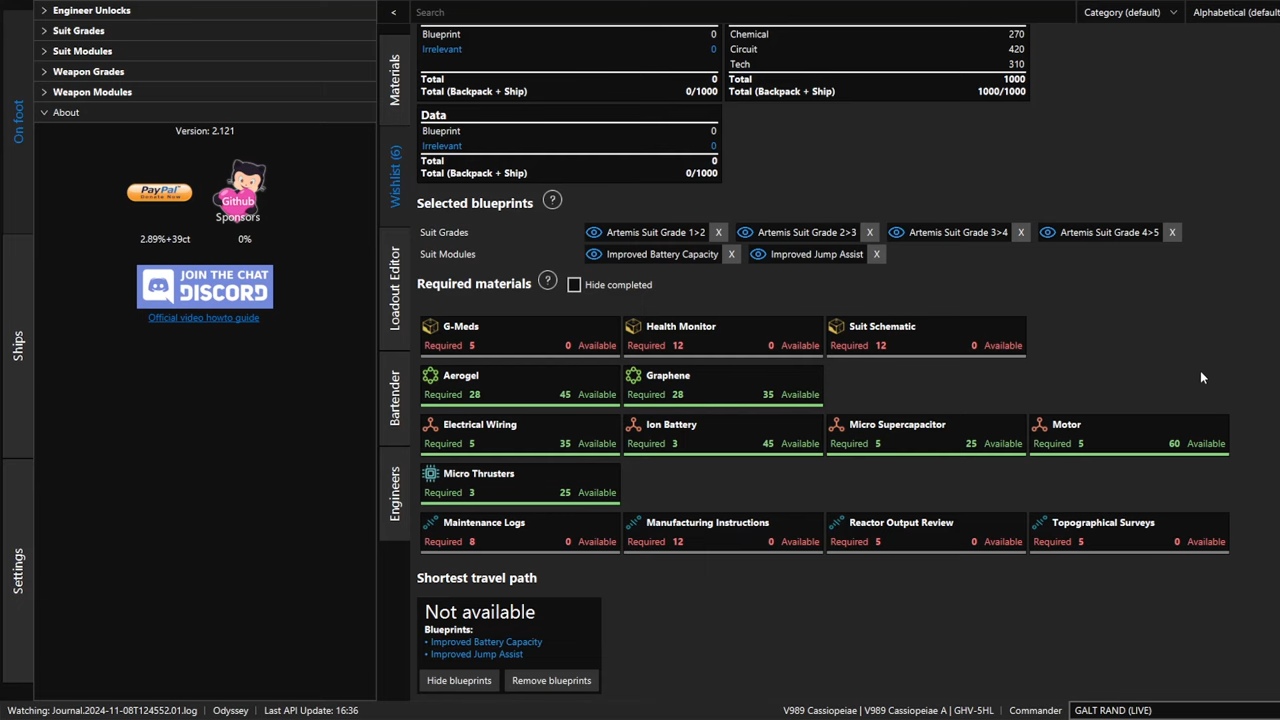 Engineer Unlocks
Suit Grades
Suit Modules
Weapon Grades
Weapon Modules
About
Version: 2.121
PayPal
Donate Now
Github
Sponsors
2.89%+39ct
0%
JOIN THE CHAT
DISCORD
Official video howto guide
On foot
Ships
Settings
<
Search
Category (default)
Alphabetical (defaul
Materials
Wishlist (6)
Loadout Editor
Bartender
Engineers
Blueprint 0
Irrelevant 0
Total 0
Total (Backpack + Ship) 0/1000
Chemical 270
Circuit 420
Tech 310
Total 1000
Total (Backpack + Ship) 1000/1000
Data
Blueprint 0
Irrelevant 0
Total 0
Total (Backpack + Ship) 0/1000
Selected blueprints ?
Suit Grades Artemis Suit Grade 1>2 X Artemis Suit Grade 2>3 X Artemis Suit Grade 3>4 X Artemis Suit Grade 4>5 X
Suit Modules Improved Battery Capacity X Improved Jump Assist X
Required materials ? Hide completed
G-Meds
Required 5 0 Available
Health Monitor
Required 12 0 Available
Suit Schematic
Required 12 0 Available
Aerogel
Required 28 45 Available
Graphene
Required 28 35 Available
Electrical Wiring
Required 5 35 Available
Ion Battery
Required 3 45 Available
Micro Supercapacitor
Required 5 25 Available
Motor
Required 5 60 Available
Micro Thrusters
Required 3 25 Available
Maintenance Logs
Required 8 0 Available
Manufacturing Instructions
Required 12 0 Available
Reactor Output Review
Required 5 0 Available
Topographical Surveys
Required 5 0 Available
Shortest travel path
Not available
Blueprints:
• Improved Battery Capacity
• Improved Jump Assist
Hide blueprints Remove blueprints
Watching: Journal.2024-11-08T124552.01.log Odyssey Last API Update: 16:36 V989 Cassiopeiae | V989 Cassiopeiae A | GHV-5HL Commander GALT RAND (LIVE)